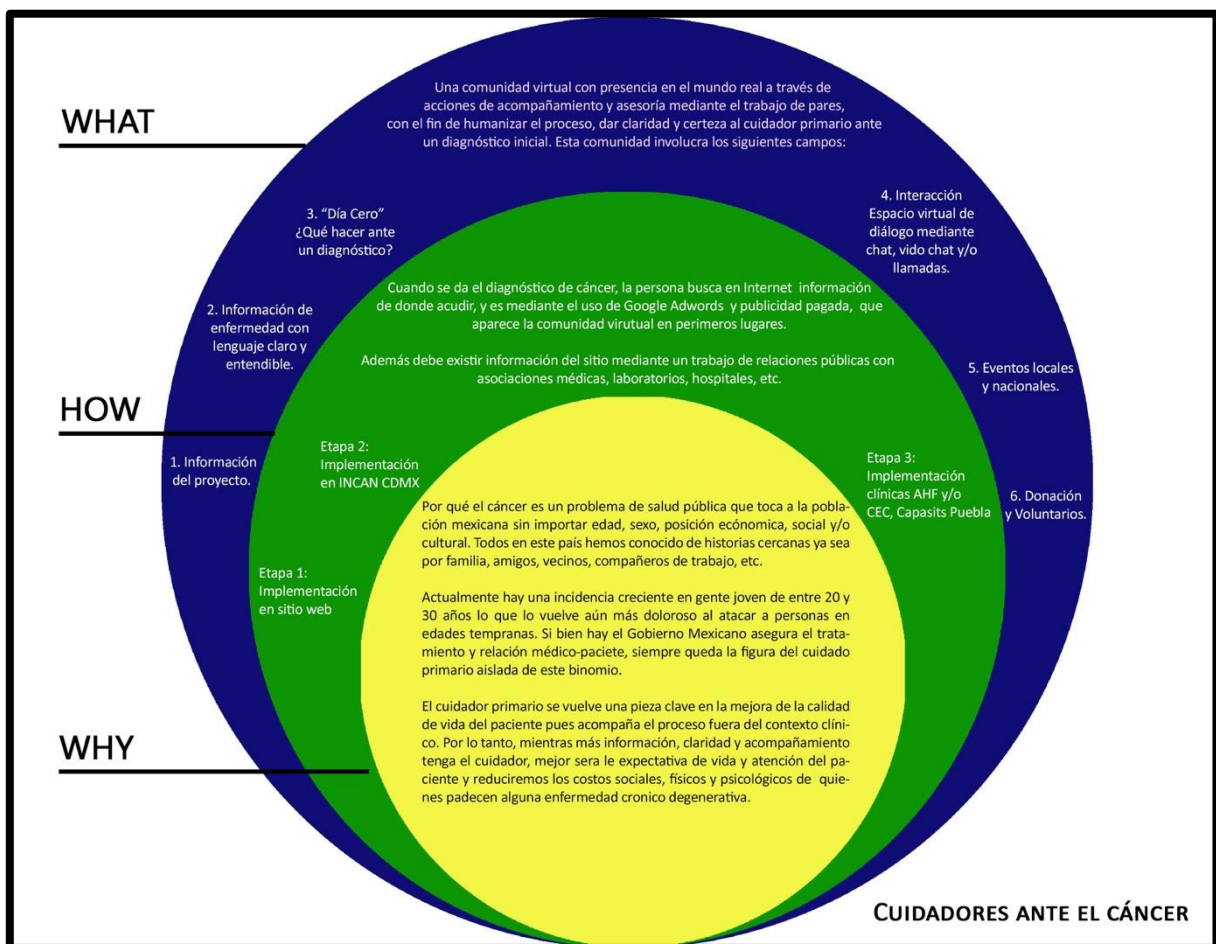 WHAT
Una comunidad virtual con presencia en el mundo real a través de
acciones de acompañamiento y asesoría mediante el trabajo de pares,
con el fin de humanizar el proceso, dar claridad y certeza al cuidador primario ante
un diagnóstico inicial. Esta comunidad involucra los siguientes campos:
3. “Día Cero”
¿Qué hacer ante
un diagnóstico?
4. Interacción
Espacio virtual de
diálogo mediante
chat, vido chat y/o
llamadas.
2. Información de
enfermedad con
lenguaje claro y
entendible.
5. Eventos locales
y nacionales.
1. Información
del proyecto.
6. Donación
y Voluntarios.
HOW
Cuando se da el diagnóstico de cáncer, la persona busca en Internet información
de donde acudir, y es mediante el uso de Google Adwords y publicidad pagada, que
aparece la comunidad virutual en perimeros lugares.
Además debe existir información del sitio mediante un trabajo de relaciones públicas con
asociaciones médicas, laboratorios, hospitales, etc.
Etapa 2:
Implementación
en INCAN CDMX
Etapa 3:
Implementación
clínicas AHF y/o
CEC, Capasits Puebla
Etapa 1:
Implementación
en sitio web
WHY
Por qué el cáncer es un problema de salud pública que toca a la pobla-
ción mexicana sin importar edad, sexo, posición ecónomica, social y/o
cultural. Todos en este país hemos conocido de historias cercanas ya sea
por familia, amigos, vecinos, compañeros de trabajo, etc.
Actualmente hay una incidencia creciente en gente joven de entre 20 y
30 años lo que lo vuelve aún más doloroso al atacar a personas en
edades tempranas. Si bien hay el Gobierno Mexicano asegura el trata-
miento y relación médico-paciete, siempre queda la figura del cuidado
primario aislada de este binomio.
El cuidador primario se vuelve una pieza clave en la mejora de la calidad
de vida del paciente pues acompaña el proceso fuera del contexto clíni-
co. Por lo tanto, mientras más información, claridad y acompañamiento
tenga el cuidador, mejor sera le expectativa de vida y atención del pa-
ciente y reduciremos los costos sociales, físicos y psicológicos de quie-
nes padecen alguna enfermedad cronico degenerativa.
CUIDADORES ANTE EL CÁNCER